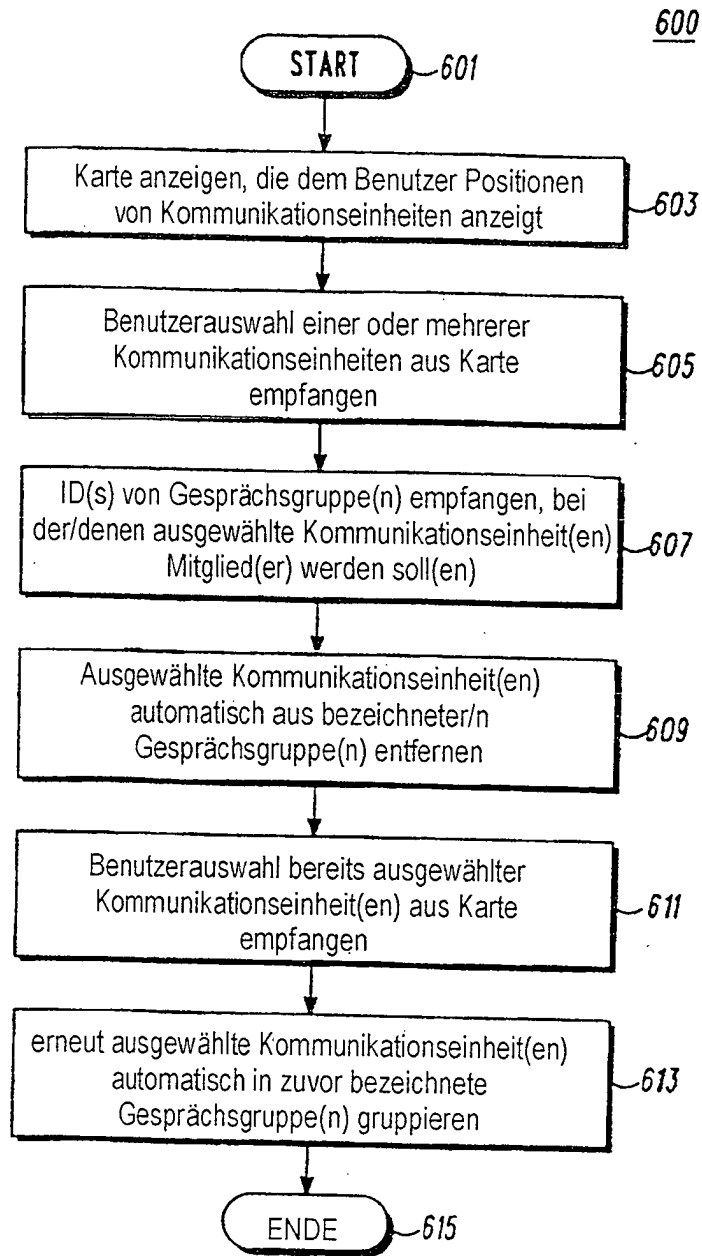 600
START
601
Karte anzeigen, die dem Benutzer Positionen
von Kommunikationseinheiten anzeigt
603
Benutzerauswahl einer oder mehrerer
Kommunikationseinheiten aus Karte
empfangen
605
ID(s) von Gesprächsgruppe(n) empfangen, bei
der/denen ausgewählte Kommunikationseinheit(en)
Mitglied(er) werden soll(en)
607
Ausgewählte Kommunikationseinheit(en)
automatisch aus bezeichneter/n
Gesprächsgruppe(n) entfernen
609
Benutzerauswahl bereits ausgewählter
Kommunikationseinheit(en) aus Karte
empfangen
611
erneut ausgewählte Kommunikationseinheit(en)
automatisch in zuvor bezeichnete
Gesprächsgruppe(n) gruppieren
613
ENDE
615